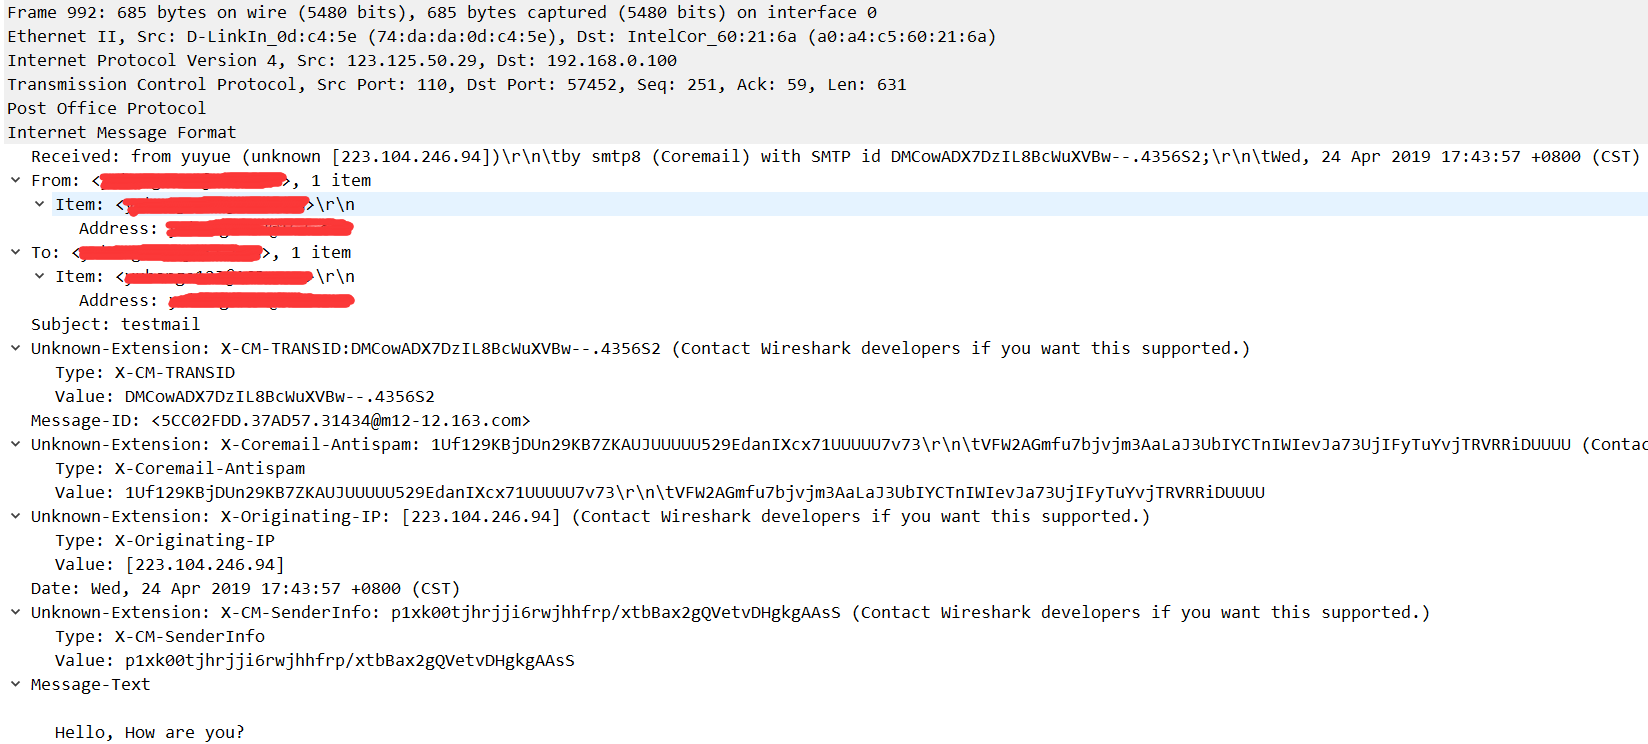 Frame 992: 685 bytes on wire (5480 bits), 685 bytes captured (5480 bits) on interface 0
Ethernet II, Src: D-LinkIn_0d:c4:5e (74:da:da:0d:c4:5e), Dst: IntelCor_60:21:6a (a0:a4:c5:60:21:6a)
Internet Protocol Version 4, Src: 123.125.50.29, Dst: 192.168.0.100
Transmission Control Protocol, Src Port: 110, Dst Port: 57452, Seq: 251, Ack: 59, Len: 631
Post Office Protocol
Internet Message Format
Received: from yuyue (unknown [223.104.246.94])\r\n\tby smtp8 (Coremail) with SMTP id DMCowADX7DzIL8BcWuXVBw--.4356S2;\r\n\tWed, 24 Apr 2019 17:43:57 +0800 (CST)
From: < >, 1 item
Item: < >\r\n
Address:
To: < >, 1 item
Item: < >\r\n
Address:
Subject: testmail
Unknown-Extension: X-CM-TRANSID:DMCowADX7DzIL8BcWuXVBw--.4356S2 (Contact Wireshark developers if you want this supported.)
Type: X-CM-TRANSID
Value: DMCowADX7DzIL8BcWuXVBw--.4356S2
Message-ID: <5CC02FDD.37AD57.31434@m12-12.163.com>
Unknown-Extension: X-Coremail-Antispam: 1Uf129KBjDUn29KB7ZKAUJUUUUU529EdanIXcx71UUUUU7v73\r\n\tVFW2AGmfu7bjvjm3AaLaJ3UbIYCTnIWIevJa73UjIFyTuYvjTRVRRiDUUUU (Contac
Type: X-Coremail-Antispam
Value: 1Uf129KBjDUn29KB7ZKAUJUUUUU529EdanIXcx71UUUUU7v73\r\n\tVFW2AGmfu7bjvjm3AaLaJ3UbIYCTnIWIevJa73UjIFyTuYvjTRVRRiDUUUU
Unknown-Extension: X-Originating-IP: [223.104.246.94] (Contact Wireshark developers if you want this supported.)
Type: X-Originating-IP
Value: [223.104.246.94]
Date: Wed, 24 Apr 2019 17:43:57 +0800 (CST)
Unknown-Extension: X-CM-SenderInfo: p1xk00tjhrjji6rwjhhfrp/xtbBax2gQVetvDHgkgAAsS (Contact Wireshark developers if you want this supported.)
Type: X-CM-SenderInfo
Value: p1xk00tjhrjji6rwjhhfrp/xtbBax2gQVetvDHgkgAAsS
Message-Text
Hello, How are you?